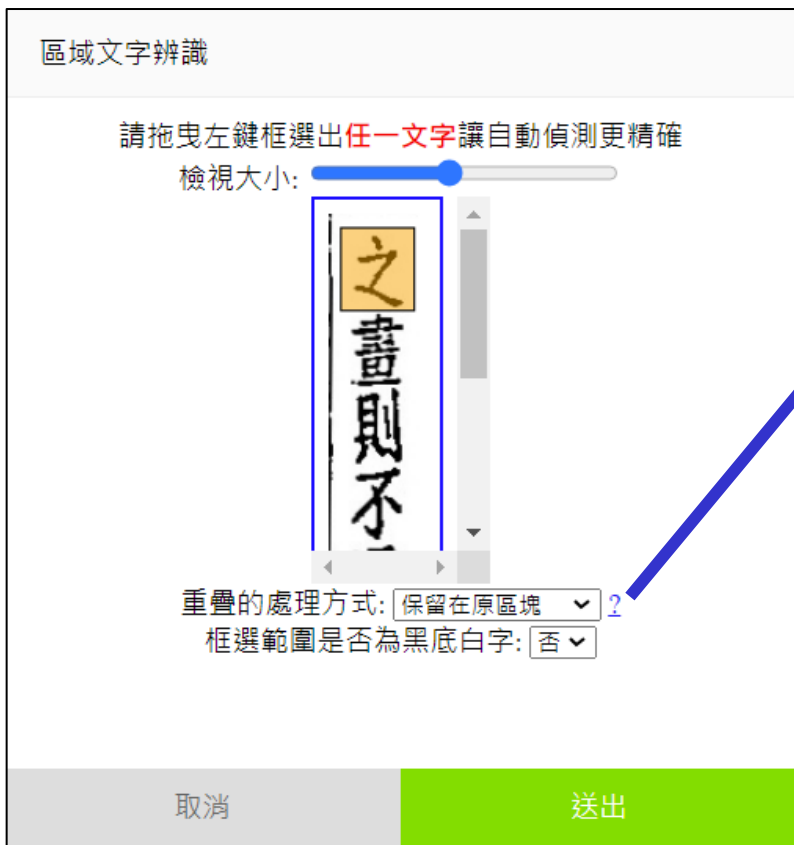 區域文字辨識
請拖曳左鍵框選出任一文字讓自動偵測更精確
檢視大小:
之畫則不
重疊的處理方式: 保留在原區塊 ?
框選範圍是否為黑底白字: 否
取消 送出